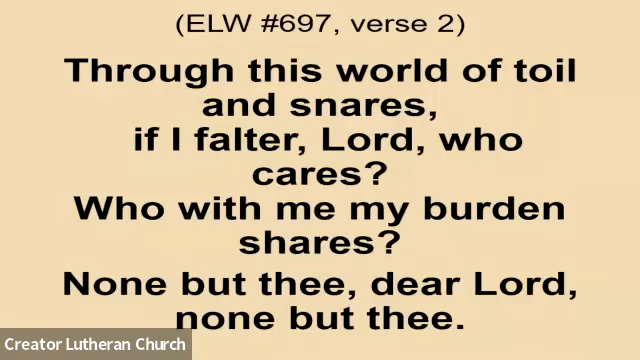 (ELW #697, verse 2)
Through this world of toil
and snares,
if I falter, Lord, who
cares?
Who with me my burden
shares?
None but thee, dear Lord,
none but thee.
Creator Lutheran Church